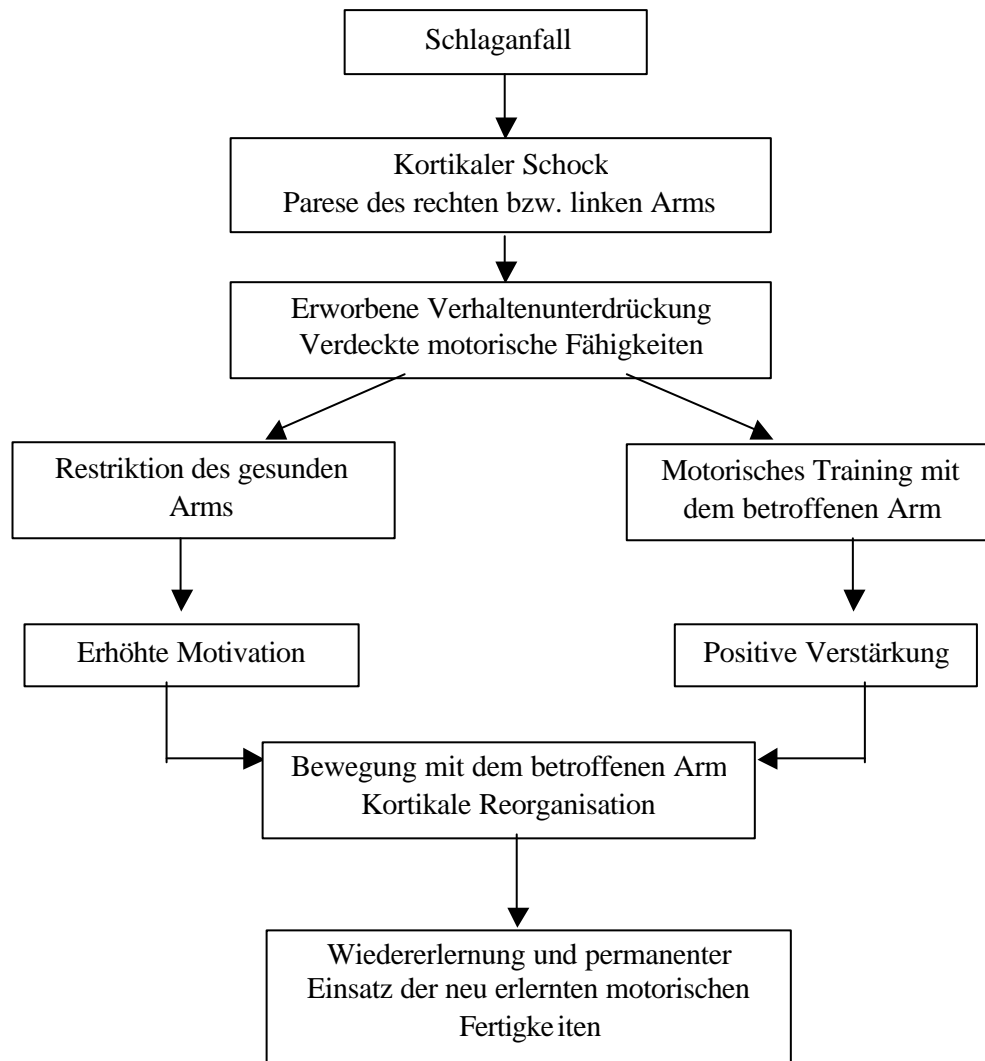 Schlaganfall
Kortikaler Schock
Parese des rechten bzw. linken Arms
Erworbene Verhaltenunterdrückung
Verdeckte motorische Fähigkeiten
Restriktion des gesunden
Arms
Motorisches Training mit
dem betroffenen Arm
Erhöhte Motivation
Positive Verstärkung
Bewegung mit dem betroffenen Arm
Kortikale Reorganisation
Wiedererlernung und permanenter
Einsatz der neu erlernten motorischen
Fertigkeiten